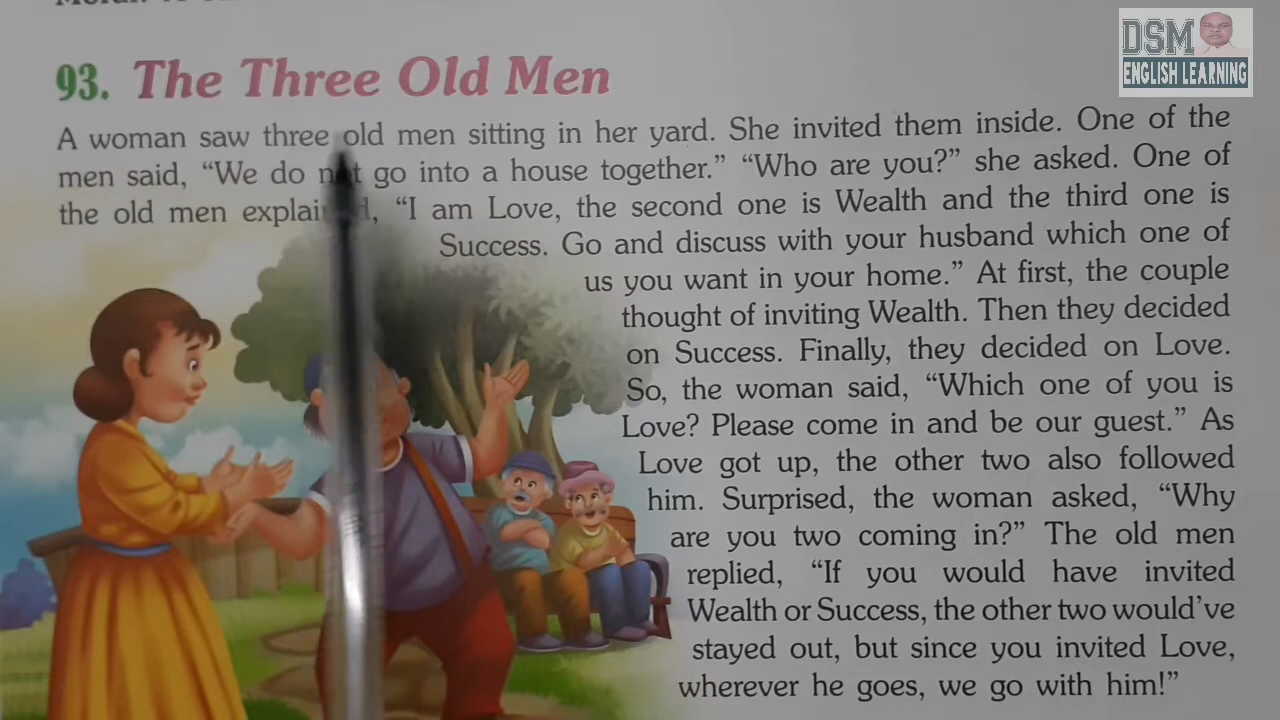 DSM
ENGLISH LEARNING
93. The Three Old Men
A woman saw three old men sitting in her yard. She invited them inside. One of the
men said, “We do not go into a house together.” “Who are you?” she asked. One of
the old men explained, “I am Love, the second one is Wealth and the third one is
Success. Go and discuss with your husband which one of
us you want in your home.” At first, the couple
thought of inviting Wealth. Then they decided
on Success. Finally, they decided on Love.
So, the woman said, “Which one of you is
Love? Please come in and be our guest.” As
Love got up, the other two also followed
him. Surprised, the woman asked, “Why
are you two coming in?” The old men
replied, “If you would have invited
Wealth or Success, the other two would’ve
stayed out, but since you invited Love,
wherever he goes, we go with him!”